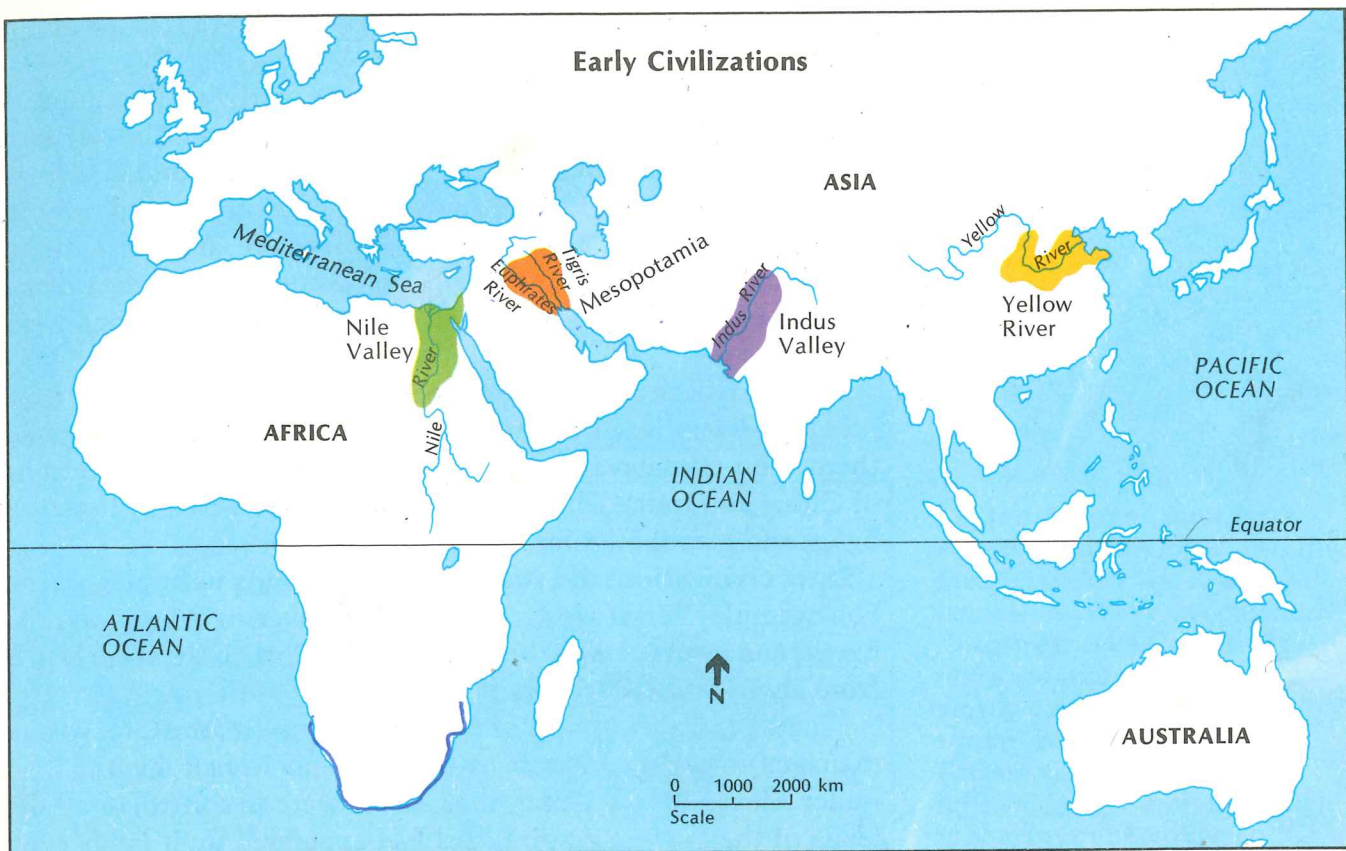 Early Civilizations
ASIA
Yellow
River
Yellow
River
Mediterranean Sea
Tigris
River
Euphrates
River
Mesopotamia
Indus River
Indus
Valley
Nile
Valley
River
Nile
AFRICA
PACIFIC
OCEAN
INDIAN
OCEAN
Equator
ATLANTIC
OCEAN
N
AUSTRALIA
0 1000 2000 km
Scale